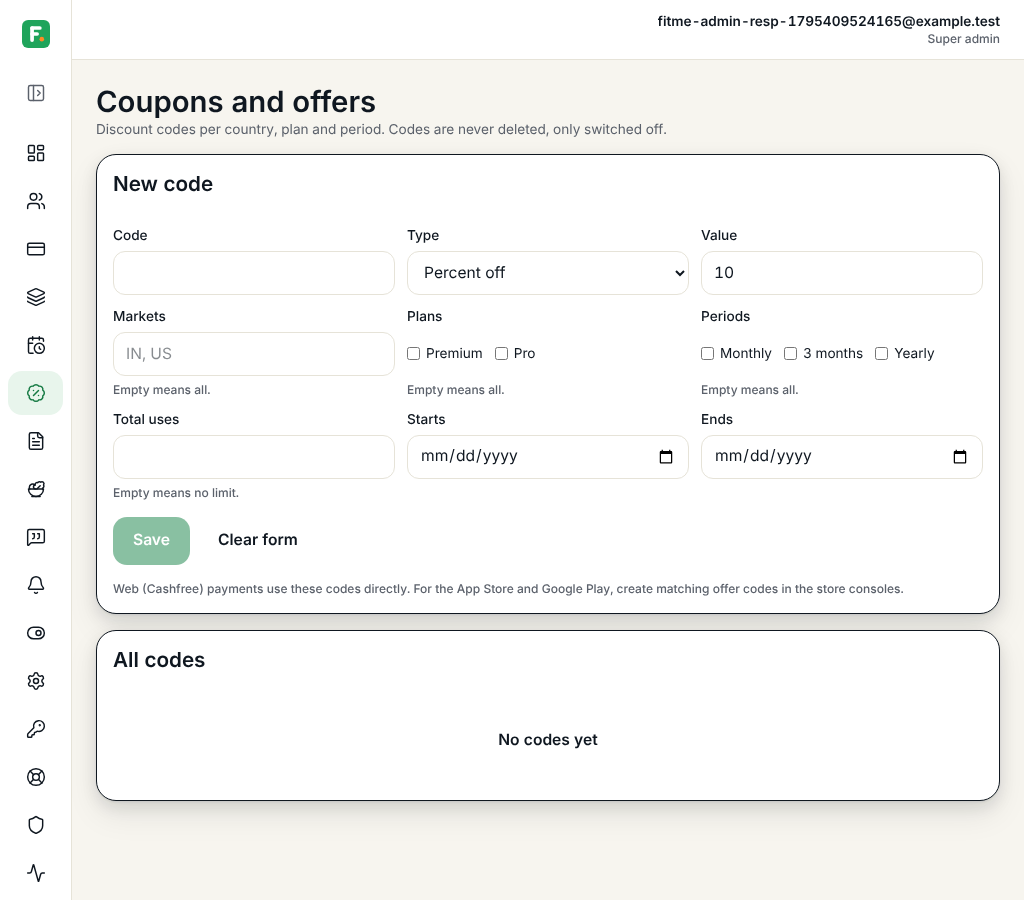 F.
fitme-admin-resp-1795409524165@example.test
Super admin
Coupons and offers
Discount codes per country, plan and period. Codes are never deleted, only switched off.
New code
Code Type Value
Percent off 10
Markets Plans Periods
IN, US Premium Pro Monthly 3 months Yearly
Empty means all. Empty means all. Empty means all.
Total uses Starts Ends
mm/dd/yyyy mm/dd/yyyy
Empty means no limit.
Save Clear form
Web (Cashfree) payments use these codes directly. For the App Store and Google Play, create matching offer codes in the store consoles.
All codes
No codes yet